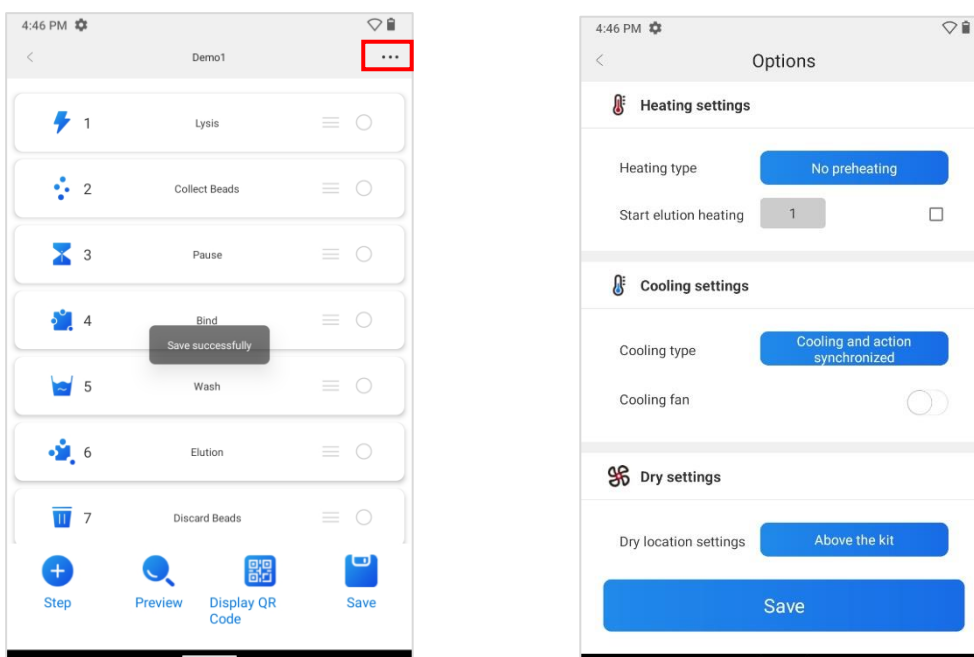 4:46 PM
Demo1
1 Lysis
2 Collect Beads
3 Pause
4 Bind
Save successfully
5 Wash
6 Elution
7 Discard Beads
Step
Preview
Display QR
Code
Save
4:46 PM
Options
Heating settings
Heating type No preheating
Start elution heating 1
Cooling settings
Cooling type
Cooling and action
synchronized
Cooling fan
Dry settings
Dry location settings Above the kit
Save